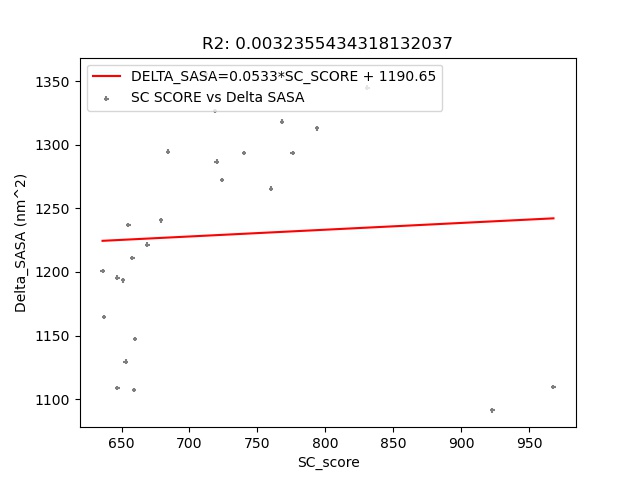 R2: 0.0032355434318132037
DELTA_SASA=0.0533*SC_SCORE + 1190.65
SC SCORE vs Delta SASA
Delta_SASA (nm^2)
1350
1300
1250
1200
1150
1100
650 700 750 800 850 900 950
SC_score